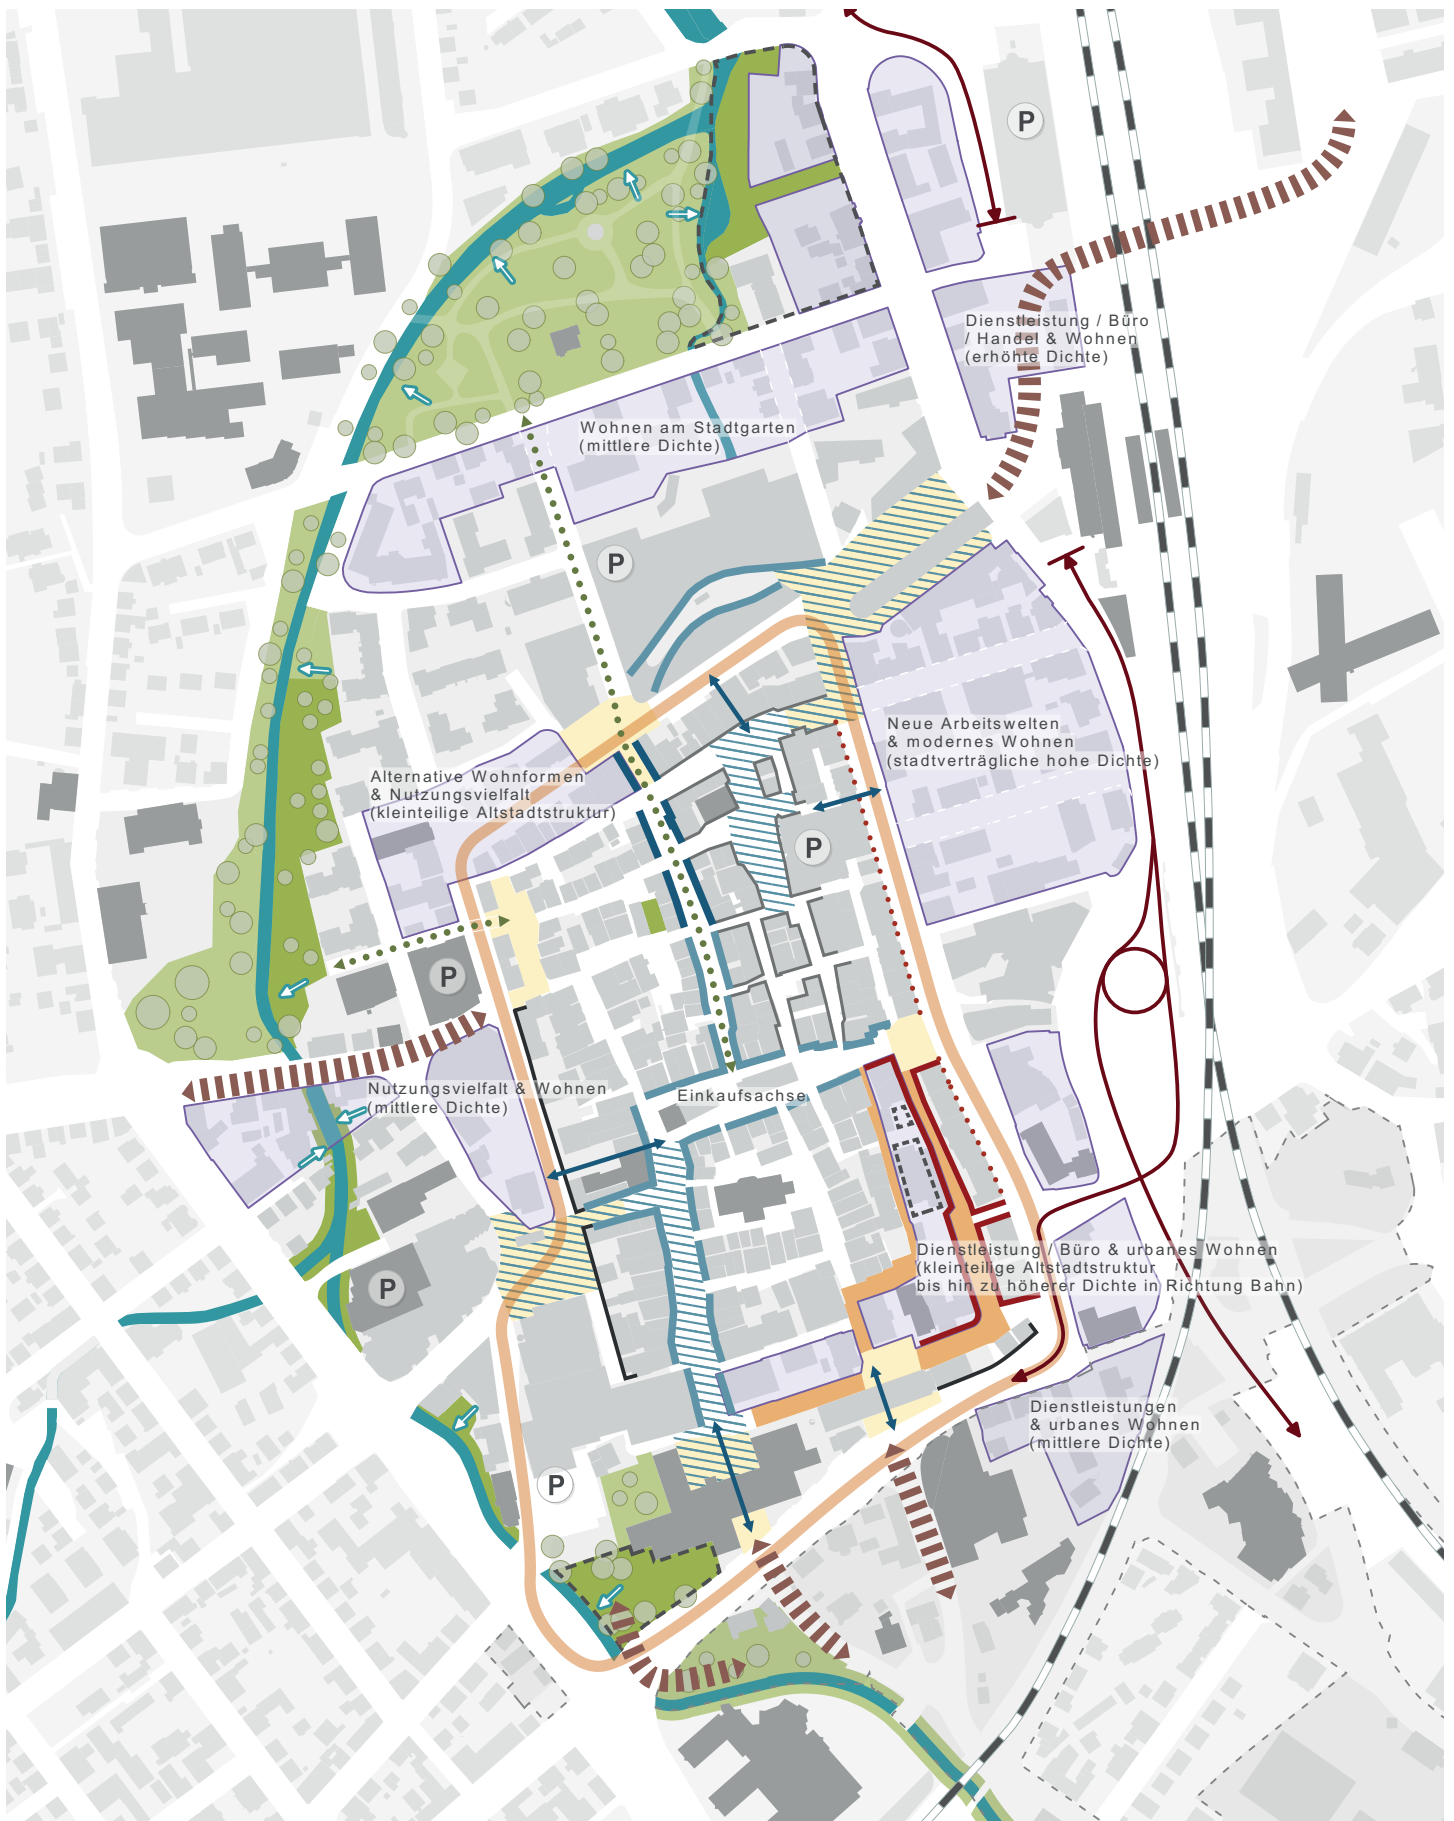 P
Dienstleistung / Büro
/ Handel & Wohnen
(erhöhte Dichte)
Wohnen am Stadtgarten
(mittlere Dichte)
P
Neue Arbeitswelten
& modernes Wohnen
(stadtverträgliche hohe Dichte)
Alternative Wohnformen
& Nutzungsvielfalt
(kleinteilige Altstadtstruktur)
P
P
Nutzungsvielfalt & Wohnen
(mittlere Dichte)
Einkaufsachse
Dienstleistung / Büro & urbanes Wohnen
(kleinteilige Altstadtstruktur
bis hin zu höherer Dichte in Richtung Bahn)
P
Dienstleistungen
& urbanes Wohnen
(mittlere Dichte)
P